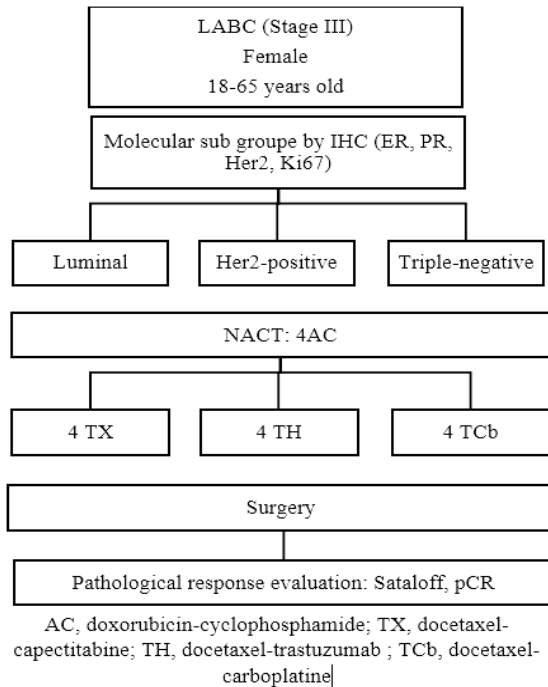 LABC (Stage III)
Female
18-65 years old
Molecular sub groupe by IHC (ER, PR,
Her2, Ki67)
Luminal
Her2-positive
Triple-negative
NACT: 4AC
4 TX
4 TH
4 TCb
Surgery
Pathological response evaluation: Sataloff, pCR
AC, doxorubicin-cyclophosphamide; TX, docetaxel-
capectitabine; TH, docetaxel-trastuzumab ; TCb, docetaxel-
carboplatine